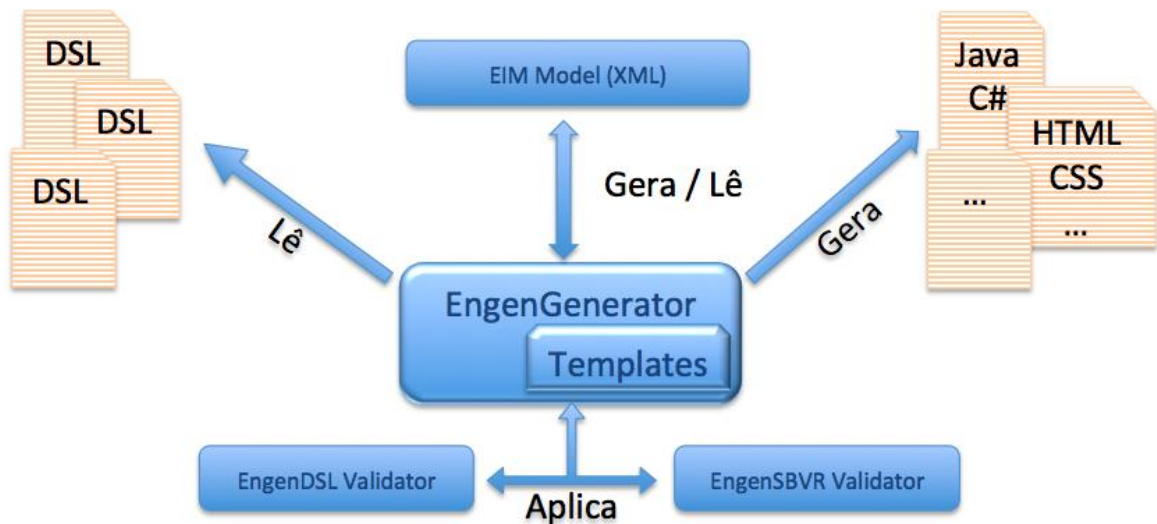 DSL
DSL
DSL
Lê
EIM Model (XML)
Gera / Lê
Java
C#
HTML
CSS
...
...
Gera
EngenGenerator
Templates
EngenDSL Validator
Aplica
EngenSBVR Validator